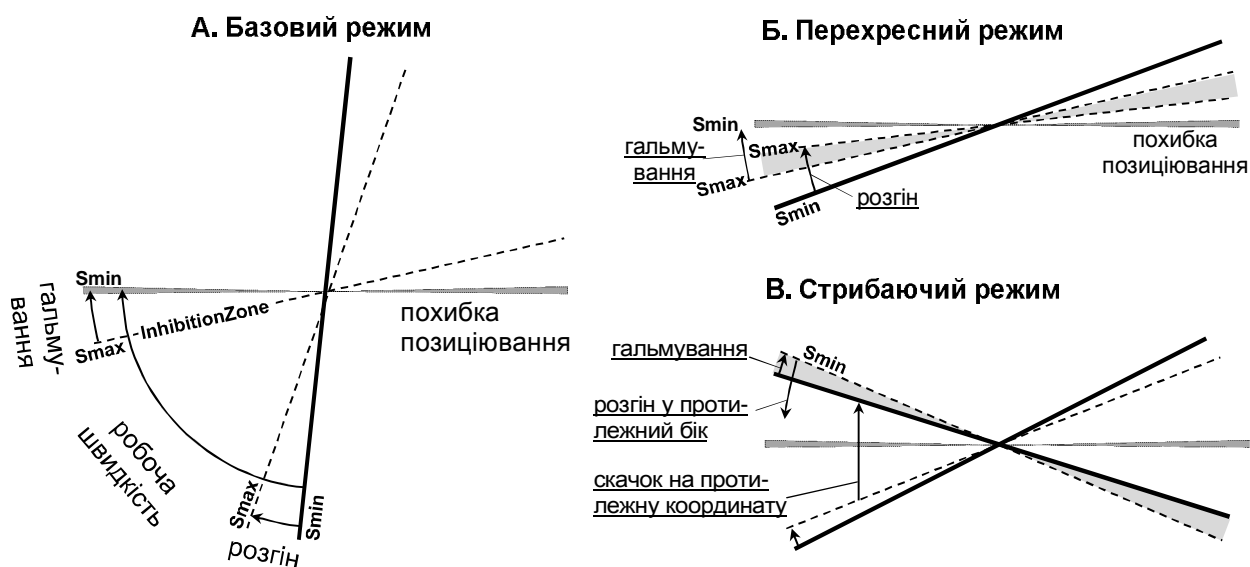 А. Базовий режим
Smin
InhibitionZone
Smax
гальму-
вання
похибка
позиціювання
робоча
швидкість
Smax
Smin
розгін
Б. Перехресний режим
Smin
гальму-
вання
Smax
Smax
Smin
розгін
похибка
позиціювання
В. Стрибаючий режим
гальмування
Smin
розгін у проти-
лежний бік
скачок на проти-
лежну координату